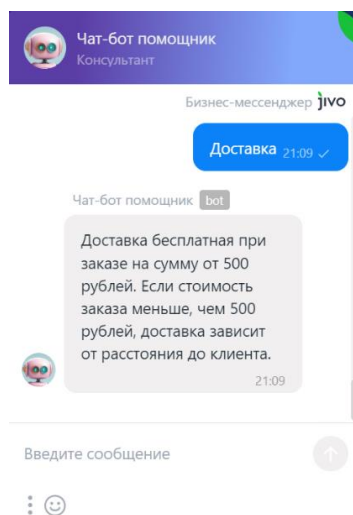 Чат-бот помощник
Консультант
Бизнес-мессенджер jivo
Доставка 21:09
Чат-бот помощник bot
Доставка бесплатная при
заказе на сумму от 500
рублей. Если стоимость
заказа меньше, чем 500
рублей, доставка зависит
от расстояния до клиента.
21:09
Введите сообщение